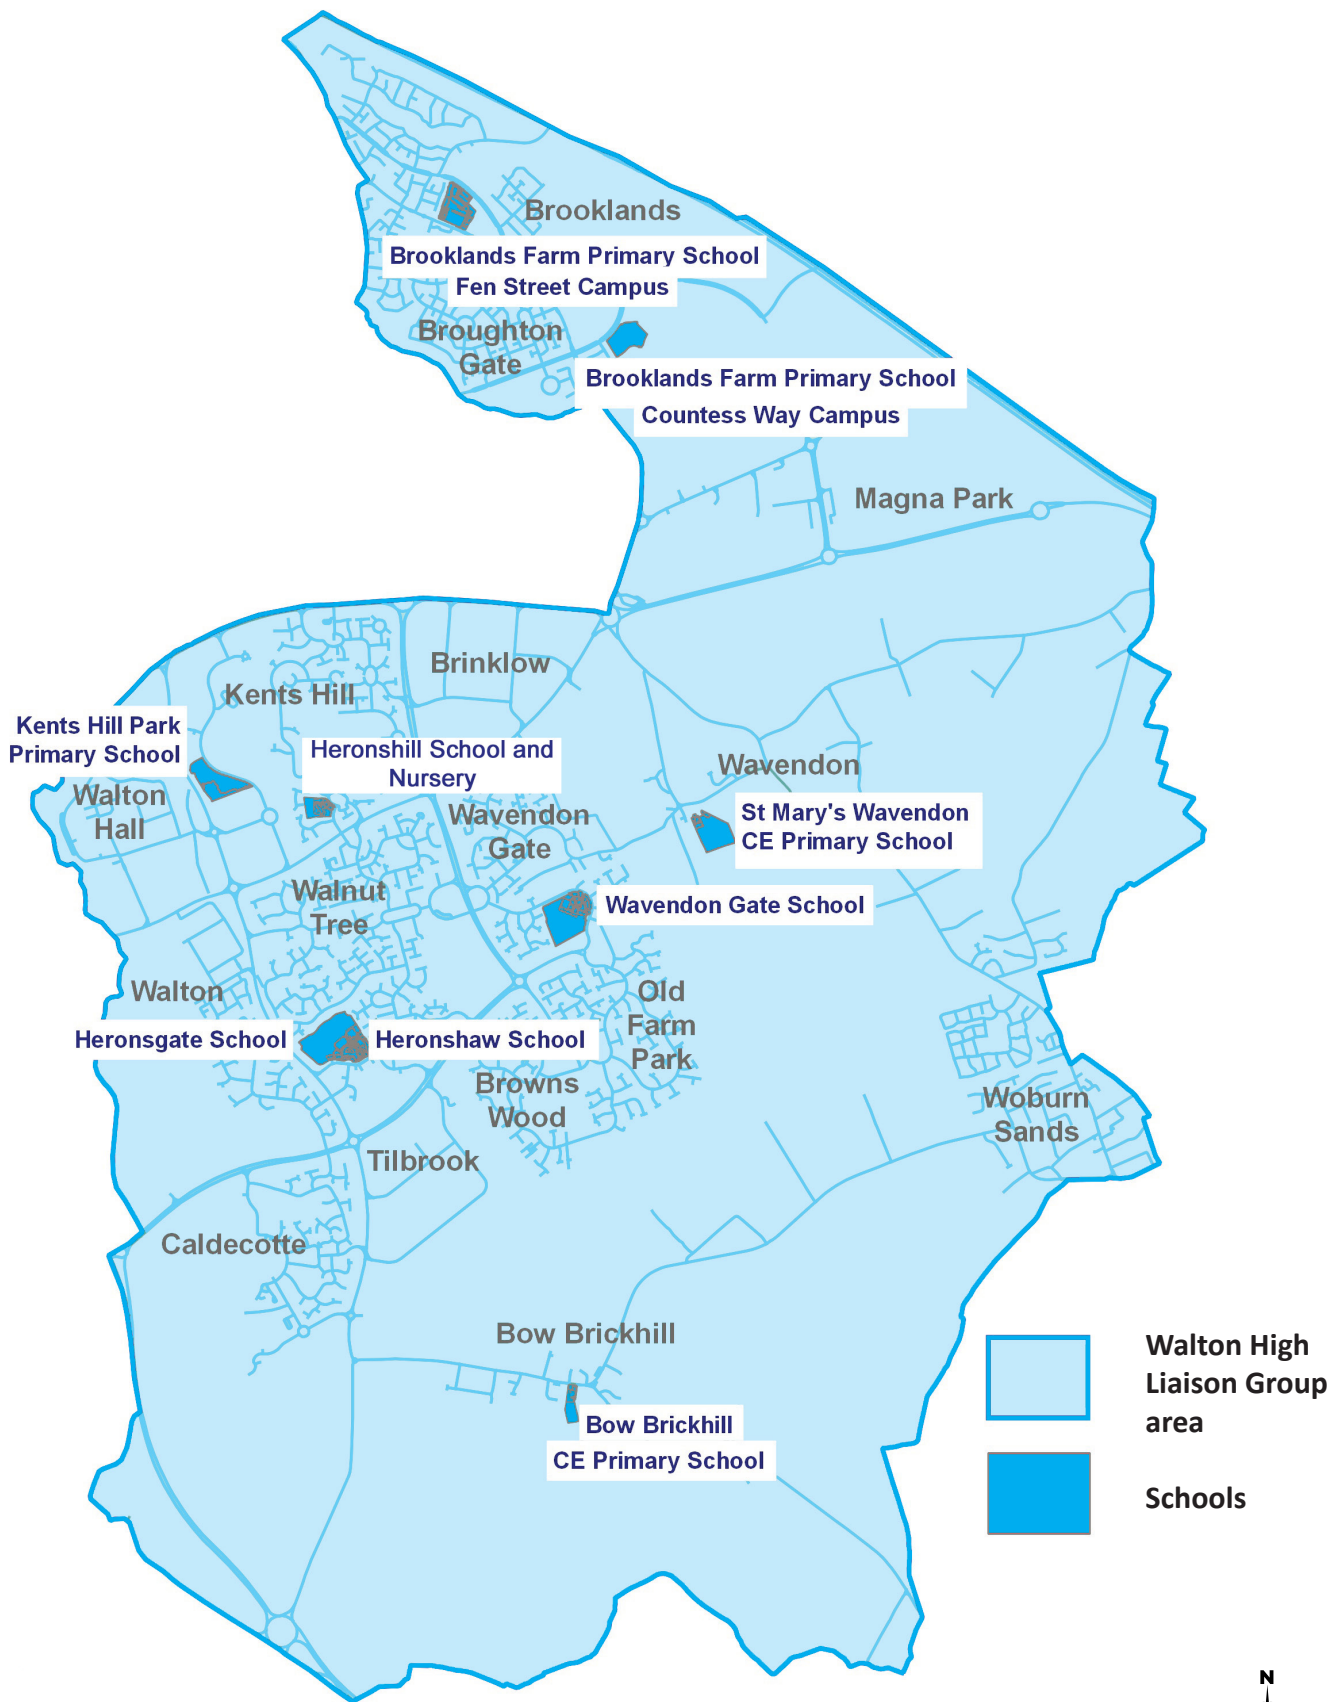 Brooklands
Brooklands Farm Primary School
Fen Street Campus
Broughton
Gate
Brooklands Farm Primary School
Countess Way Campus
Magna Park
Brinklow
Kents Hill
Kents Hill Park
Primary School
Heronshill School and
Nursery
Wavendon
Walton
Hall
Wavendon
Gate
St Mary's Wavendon
CE Primary School
Walnut
Tree
Wavendon Gate School
Walton
Old
Farm
Park
Heronsgate School
Heronshaw School
Browns
Wood
Woburn
Sands
Tilbrook
Caldecotte
Bow Brickhill
Bow Brickhill
CE Primary School
Walton High
Liaison Group
area
Schools
N